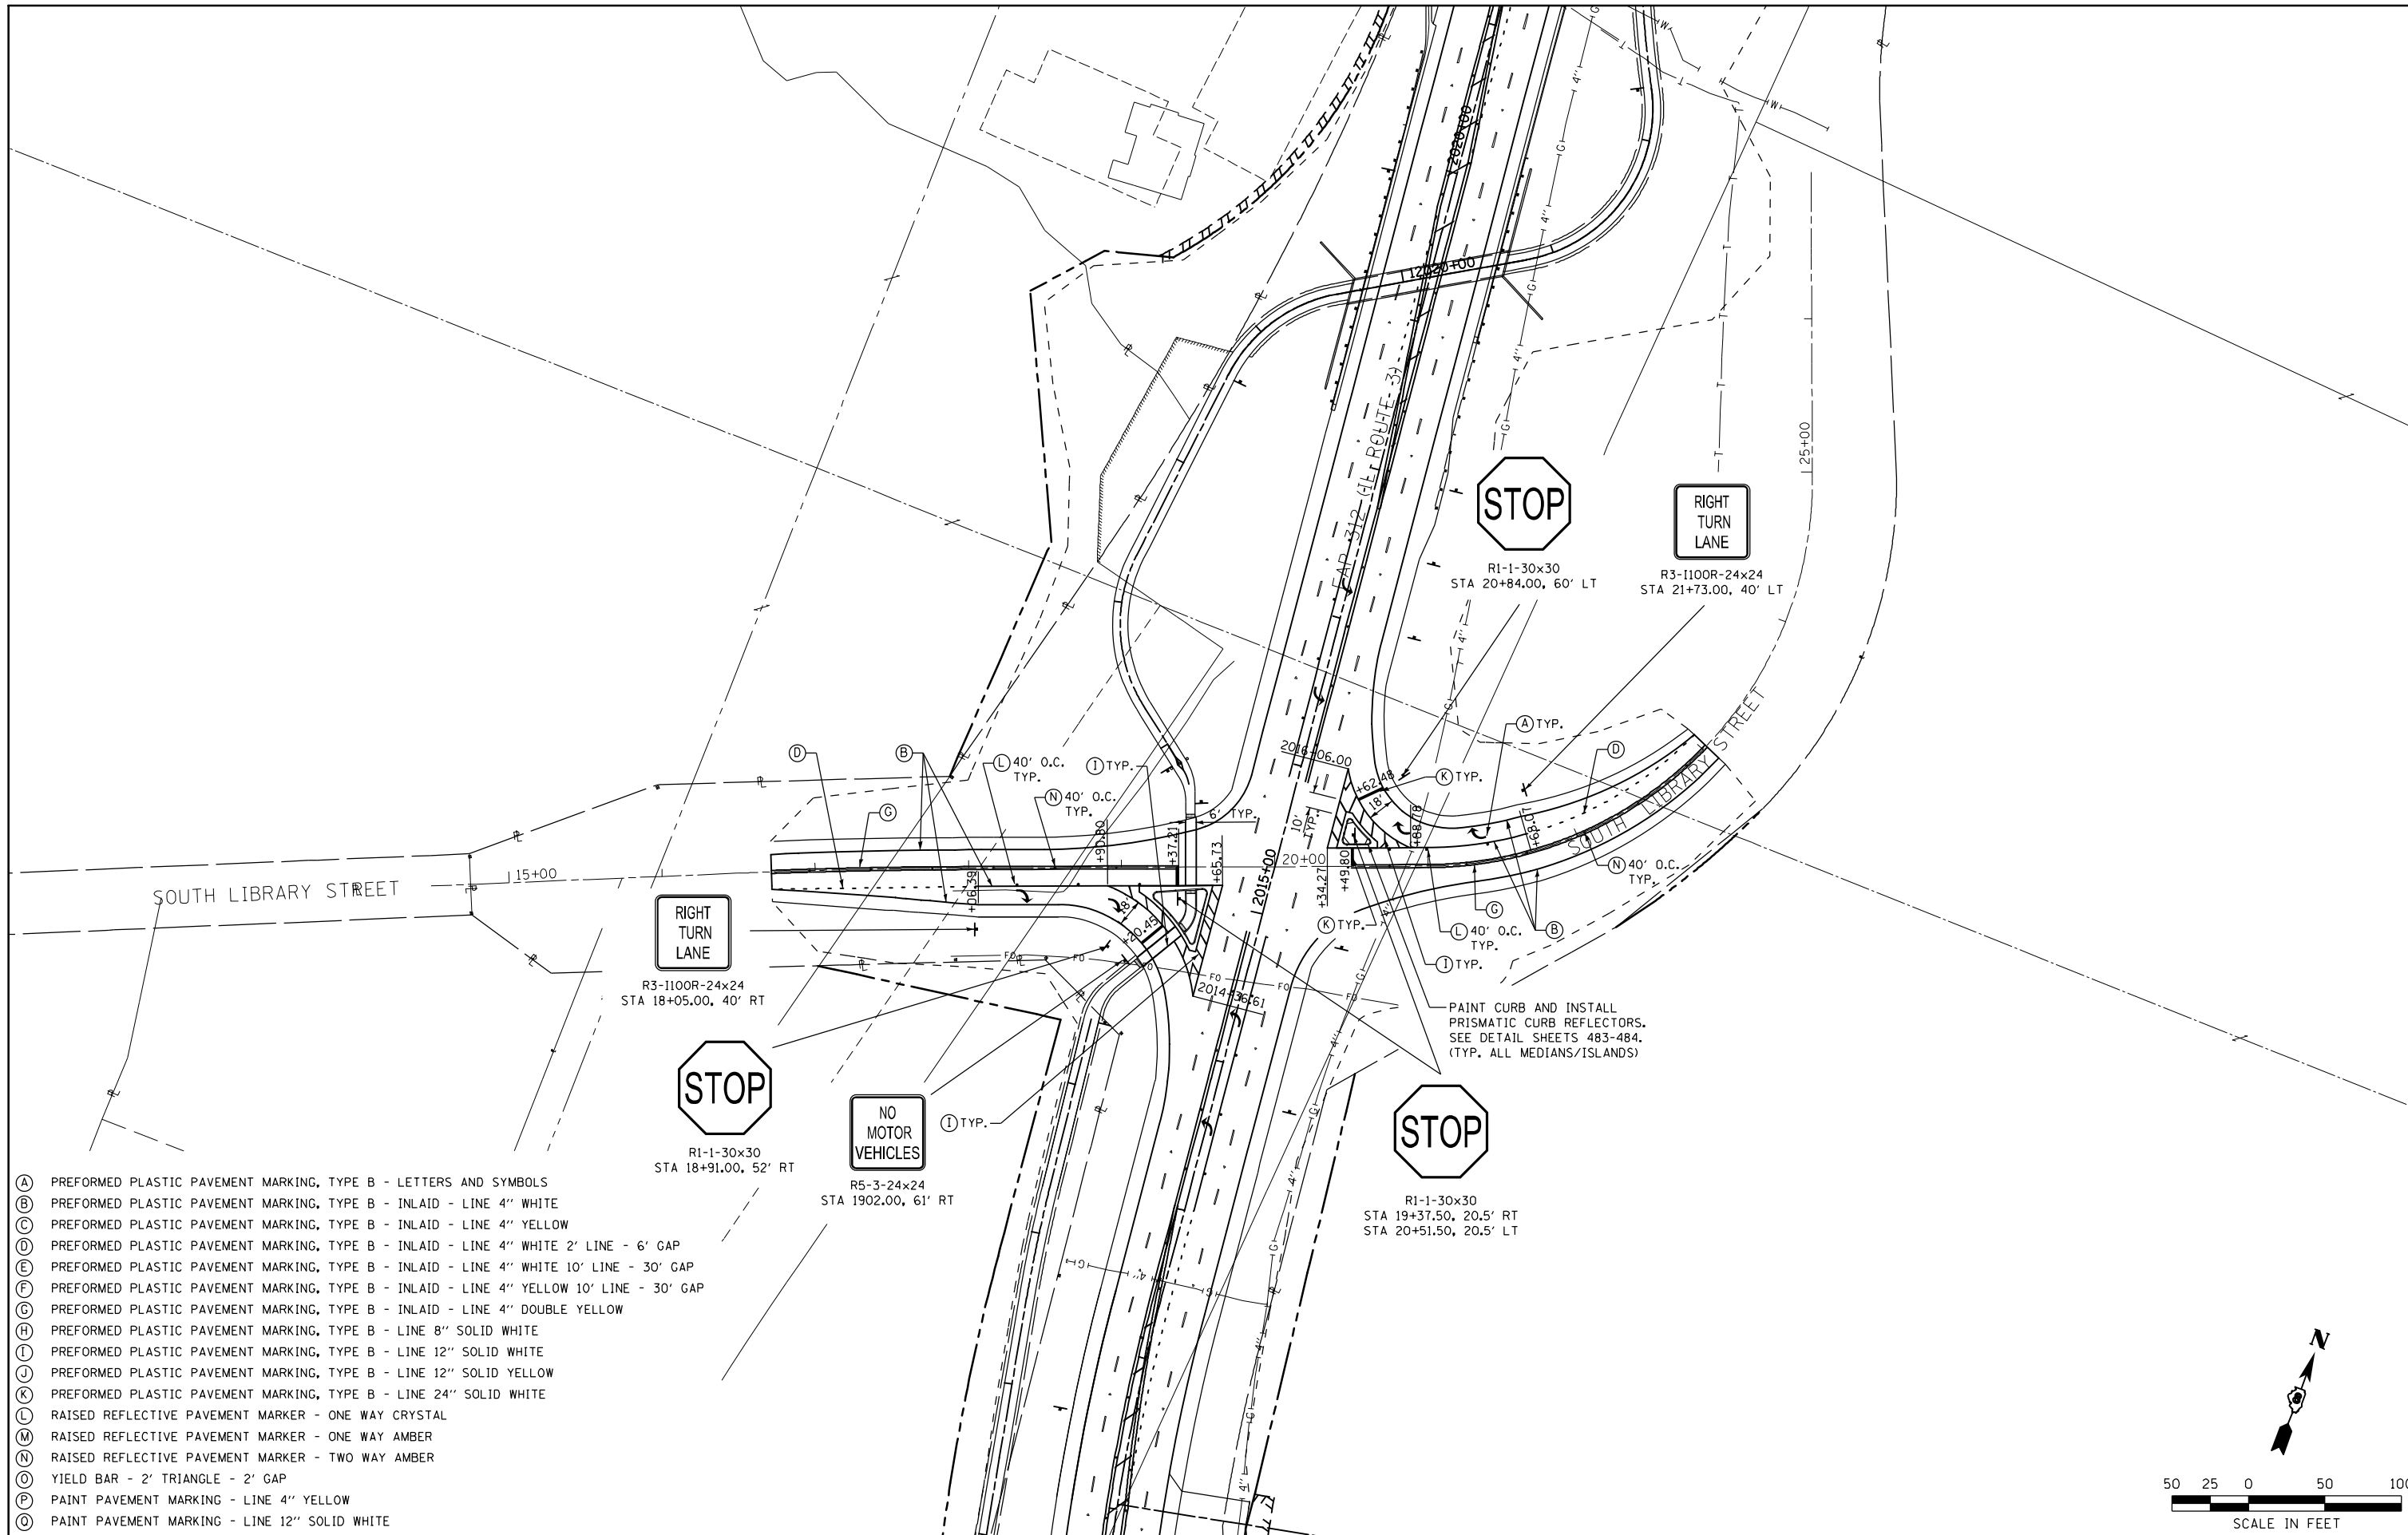 2020+00
12020+00
FAP 312 (IL ROUTE 3)
25+00
STOP
R1-1-30x30
STA 20+84.00, 60' LT
RIGHT
TURN
LANE
R3-I100R-24x24
STA 21+73.00, 40' LT
A TYP.
D
B
L 40' O.C.
TYP.
I TYP.
2016+06.00
D
K TYP.
+62.48
18'
N 40' O.C.
TYP.
G
6' TYP.
10'
TYP.
+90.80
+37.21
+65.73
+88.78
+68.07
SOUTH LIBRARY STREET
20+00
2015+00
+34.27
+49.80
N 40' O.C.
TYP.
15+00
SOUTH LIBRARY STREET
+06.39
18'
+20.45
G
K TYP.
L 40' O.C.
TYP.
B
I TYP.
RIGHT
TURN
LANE
R3-I100R-24x24
STA 18+05.00, 40' RT
FO
FO
FO
FO
FO
FO
2014+36.61
PAINT CURB AND INSTALL
PRISMATIC CURB REFLECTORS.
SEE DETAIL SHEETS 483-484.
(TYP. ALL MEDIANS/ISLANDS)
STOP
R1-1-30x30
STA 18+91.00, 52' RT
NO
MOTOR
VEHICLES
R5-3-24x24
STA 1902.00, 61' RT
I TYP.
STOP
R1-1-30x30
STA 19+37.50, 20.5' RT
STA 20+51.50, 20.5' LT
A PREFORMED PLASTIC PAVEMENT MARKING, TYPE B - LETTERS AND SYMBOLS
B PREFORMED PLASTIC PAVEMENT MARKING, TYPE B - INLAID - LINE 4" WHITE
C PREFORMED PLASTIC PAVEMENT MARKING, TYPE B - INLAID - LINE 4" YELLOW
D PREFORMED PLASTIC PAVEMENT MARKING, TYPE B - INLAID - LINE 4" WHITE 2' LINE - 6' GAP
E PREFORMED PLASTIC PAVEMENT MARKING, TYPE B - INLAID - LINE 4" WHITE 10' LINE - 30' GAP
F PREFORMED PLASTIC PAVEMENT MARKING, TYPE B - INLAID - LINE 4" YELLOW 10' LINE - 30' GAP
G PREFORMED PLASTIC PAVEMENT MARKING, TYPE B - INLAID - LINE 4" DOUBLE YELLOW
H PREFORMED PLASTIC PAVEMENT MARKING, TYPE B - LINE 8" SOLID WHITE
I PREFORMED PLASTIC PAVEMENT MARKING, TYPE B - LINE 12" SOLID WHITE
J PREFORMED PLASTIC PAVEMENT MARKING, TYPE B - LINE 12" SOLID YELLOW
K PREFORMED PLASTIC PAVEMENT MARKING, TYPE B - LINE 24" SOLID WHITE
L RAISED REFLECTIVE PAVEMENT MARKER - ONE WAY CRYSTAL
M RAISED REFLECTIVE PAVEMENT MARKER - ONE WAY AMBER
N RAISED REFLECTIVE PAVEMENT MARKER - TWO WAY AMBER
O YIELD BAR - 2' TRIANGLE - 2' GAP
P PAINT PAVEMENT MARKING - LINE 4" YELLOW
Q PAINT PAVEMENT MARKING - LINE 12" SOLID WHITE
N
50 25 0 50 100
SCALE IN FEET